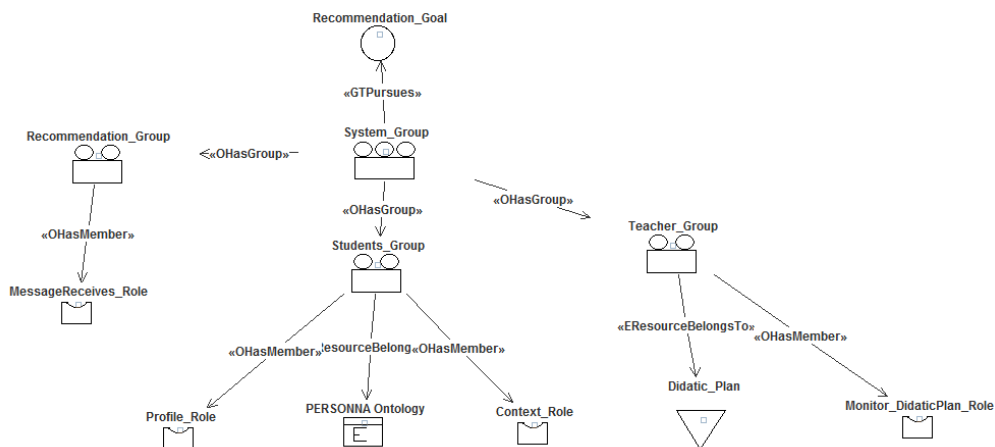 Recommendation_Goal
«GTPursues»
System_Group
Recommendation_Group
«OHasGroup»
«OHasGroup»
«OHasGroup»
Teacher_Group
«OHasMember»
Students_Group
MessageReceives_Role
«EResourceBelongsTo»
«OHasMember»
«OHasMember»
ResourceBelong
«OHasMember»
Didatic_Plan
Profile_Role
PERSONNA Ontology
Context_Role
Monitor_DidaticPlan_Role
E